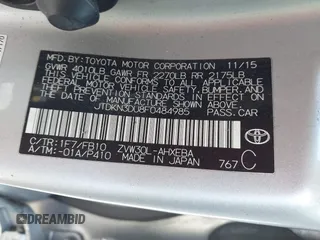 MFD.BY: TOYOTA MOTOR CORPORATION 11/15
GVWR 4010LB GAWR FR 2270LB RR 2175LB
THIS VEHICLE CONFORMS TO ALL APPLICABLE
FEDERAL MOTOR VEHICLE SAFETY, BUMPER, AND
THEFT PREVENTION STANDARDS IN EFFECT ON
THE DATE OF MANUFACTURE SHOWN ABOVE.
JTDKN3DU8F0484985 PASS.CAR
C/TR: 1F7/FB10 ZVW30L-AHXEBA
A/TM: -01A/P410 MADE IN JAPAN 767 C
TOYOTA
DREAMBID